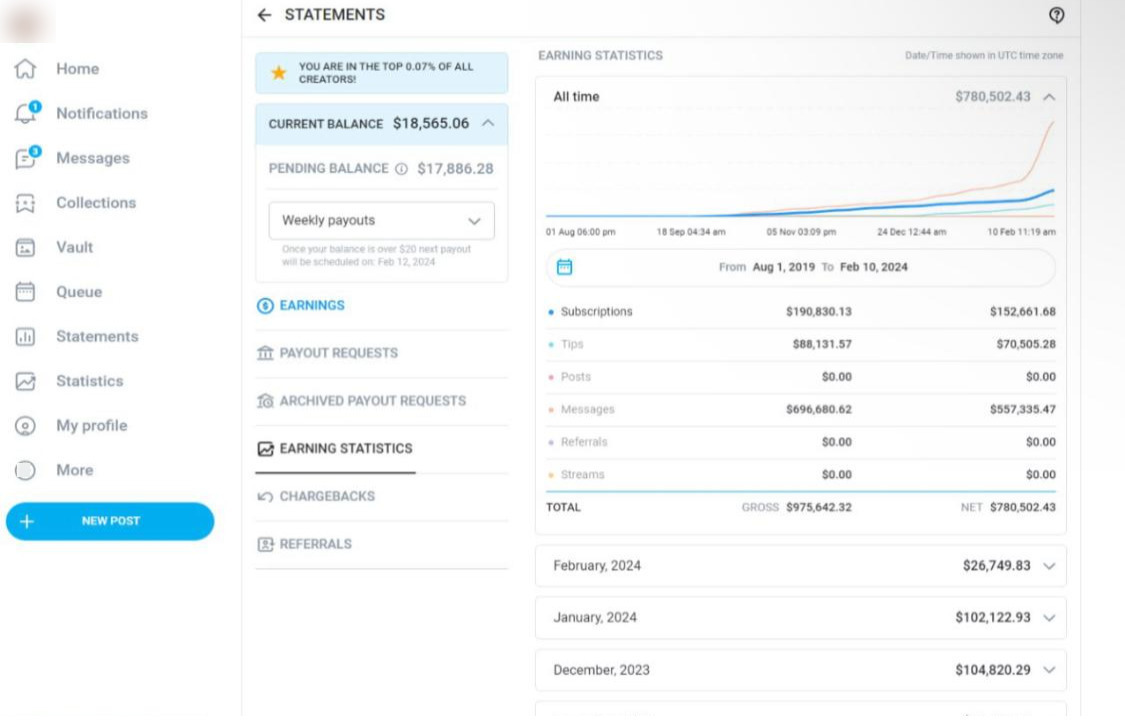 STATEMENTS
Home
Notifications
1
Messages
3
Collections
Vault
Queue
Statements
Statistics
My profile
More
NEW POST
YOU ARE IN THE TOP 0.07% OF ALL
CREATORS!
CURRENT BALANCE $18,565.06
PENDING BALANCE $17,886.28
Weekly payouts
Once your balance is over $20 next payout
will be scheduled on: Feb 12, 2024
EARNINGS
PAYOUT REQUESTS
ARCHIVED PAYOUT REQUESTS
EARNING STATISTICS
CHARGEBACKS
REFERRALS
EARNING STATISTICS Date/Time shown in UTC time zone
All time $780,502.43
01 Aug 06:00 pm 18 Sep 04:34 am 05 Nov 03:09 pm 24 Dec 12:44 am 10 Feb 11:19 am
From Aug 1, 2019 To Feb 10, 2024
Subscriptions $190,830.13 $152,661.68
Tips $88,131.57 $70,505.28
Posts $0.00 $0.00
Messages $696,680.62 $557,335.47
Referrals $0.00 $0.00
Streams $0.00 $0.00
TOTAL GROSS $975,642.32 NET $780,502.43
February, 2024 $26,749.83
January, 2024 $102,122.93
December, 2023 $104,820.29